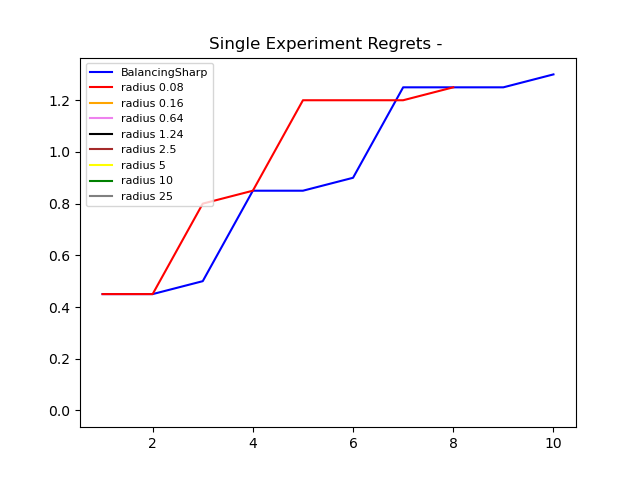 Single Experiment Regrets -
BalancingSharp
radius 0.08
radius 0.16
radius 0.64
radius 1.24
radius 2.5
radius 5
radius 10
radius 25
1.2
1.0
0.8
0.6
0.4
0.2
0.0
2 4 6 8 10